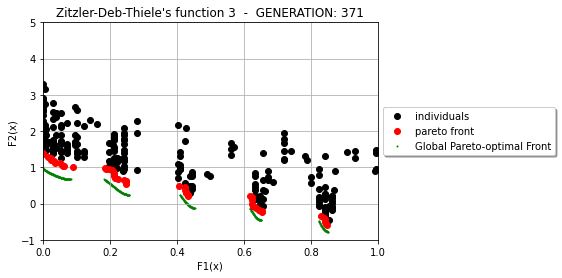 Zitzler-Deb-Thiele's function 3 - GENERATION: 371
5
4
3
2
1
0
−1
F2(x)
0.0 0.2 0.4 0.6 0.8 1.0
F1(x)
individuals
pareto front
Global Pareto-optimal Front